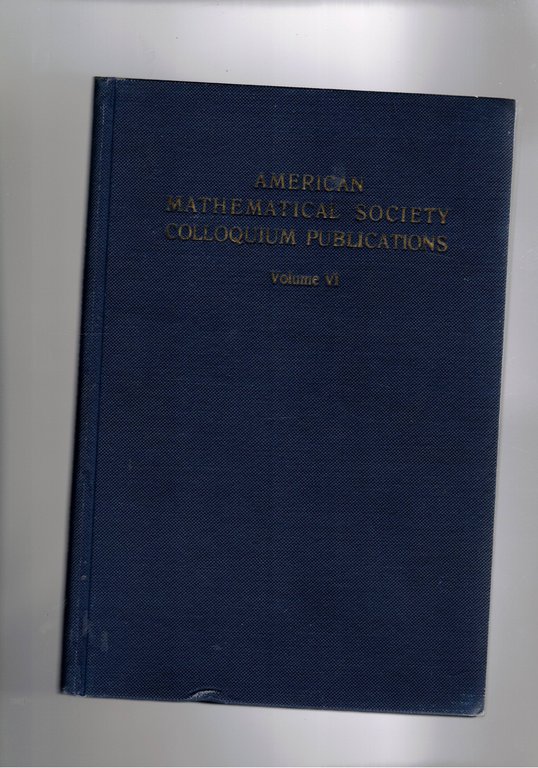 AMERICAN
MATHEMATICAL SOCIETY
COLLOQUIUM PUBLICATIONS
Volume VI